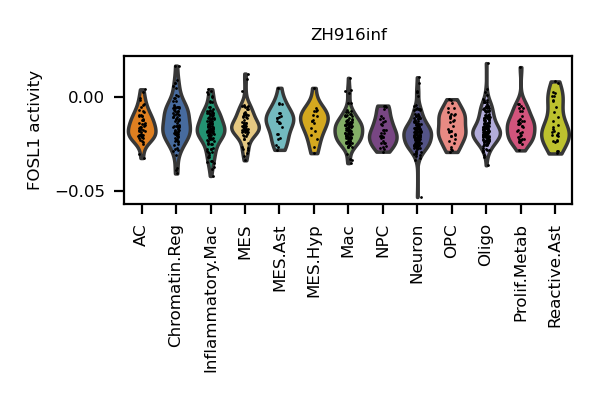 ZH916inf
FOSL1 activity
0.00
−0.05
AC
Chromatin.Reg
Inflammatory.Mac
MES
MES.Ast
MES.Hyp
Mac
NPC
Neuron
OPC
Oligo
Prolif.Metab
Reactive.Ast